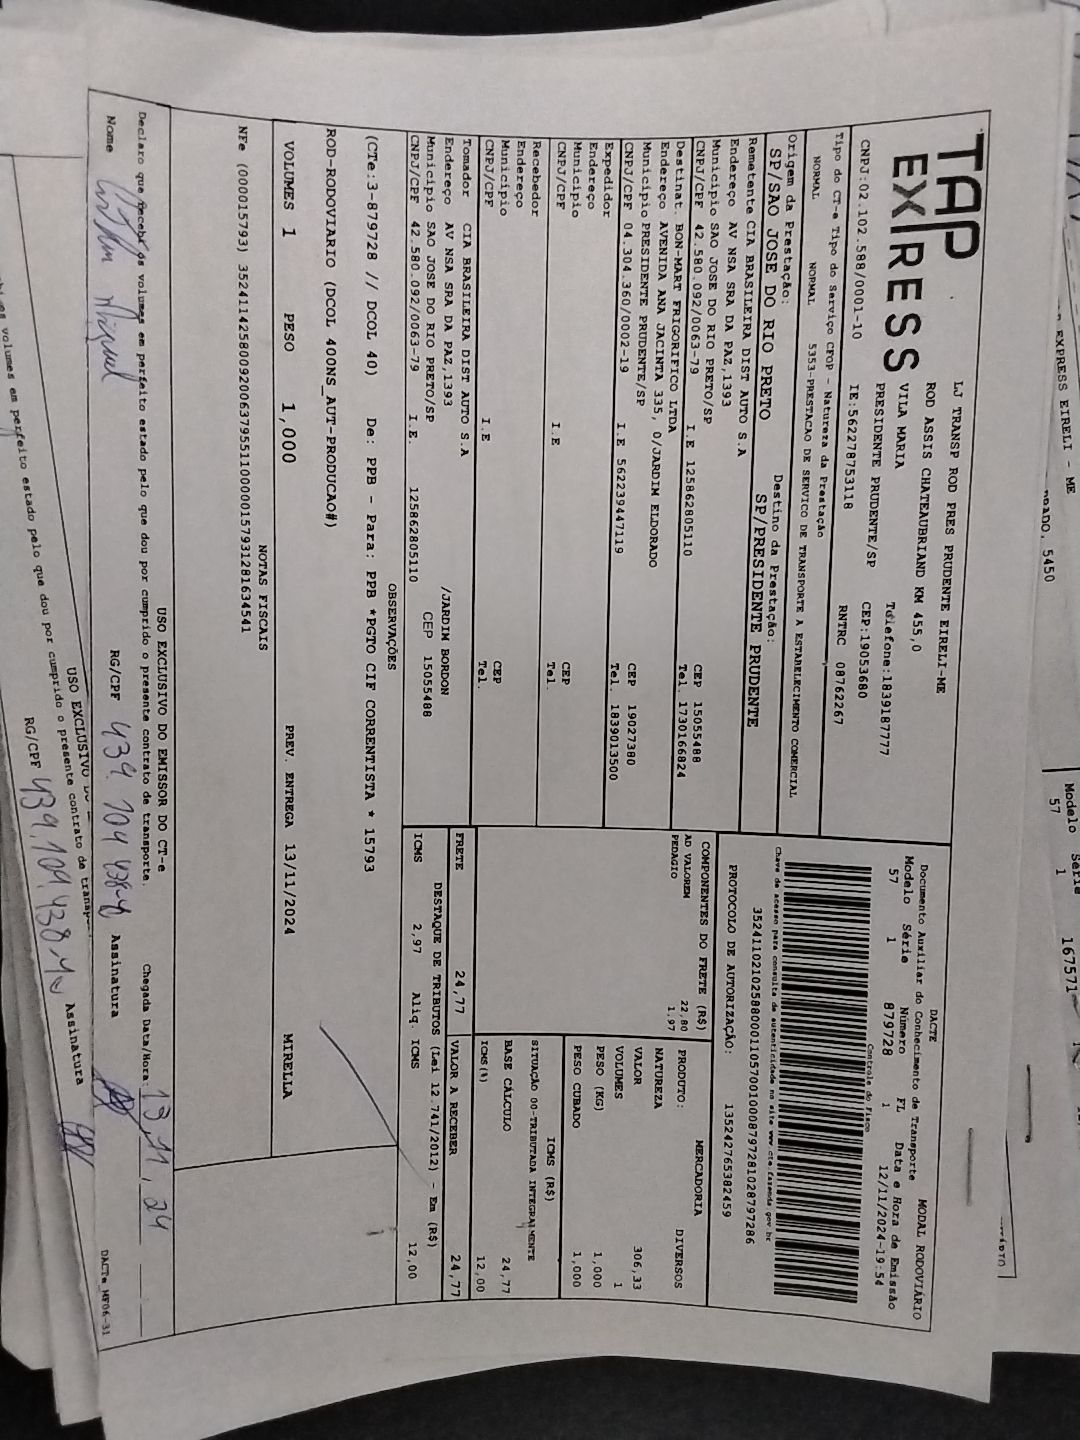 TAP
EXPRESS
LJ TRANSP ROD PRES PRUDENTE EIRELI-ME
ROD ASSIS CHATEAUBRIAND KM 455,0
VILA MARIA
PRESIDENTE PRUDENTE/SP
Telefone:1839187777
CEP:19053680
CNPJ:02.102.588/0001-10
IE:562278753118
RNTRC 08762267
Tipo do CT-e Tipo do Serviço CFOP - Natureza da Prestação
NORMAL NORMAL 5353-PRESTACAO DE SERVICO DE TRANSPORTE A ESTABELECIMENTO COMERCIAL
Origem da Prestação: Destino da Prestação:
SP/SAO JOSE DO RIO PRETO SP/PRESIDENTE PRUDENTE
Remetente CIA BRASILEIRA DIST AUTO S.A
Endereço AV NSA SRA DA PAZ,1393
Município SAO JOSE DO RIO PRETO/SP CEP 15055488
CNPJ/CPF 42.580.092/0063-79 I.E 125862805110 Tel. 1730166824
Destinat. BON-MART FRIGORIFICO LTDA
Endereço AVENIDA ANA JACINTA 335, 0/JARDIM ELDORADO
Município PRESIDENTE PRUDENTE/SP CEP 19027380
CNPJ/CPF 04.304.360/0002-19 I.E 562239447119 Tel. 1839013500
Expedidor
Endereço
Município CEP
CNPJ/CPF I.E Tel.
Recebedor
Endereço
Município CEP
CNPJ/CPF I.E Tel.
Tomador CIA BRASILEIRA DIST AUTO S.A
Endereço AV NSA SRA DA PAZ,1393 /JARDIM BORDON
Município SAO JOSE DO RIO PRETO/SP CEP 15055488
CNPJ/CPF 42.580.092/0063-79 I.E. 125862805110
DACTE MODAL RODOVIÁRIO
Documento Auxiliar do Conhecimento de Transporte
Modelo Série Número FL Data e Hora de Emissão
57 1 879728 1 12/11/2024-19:54
Controle do Fisco
Chave de acesso para consulta de autenticidade no site www.cte.fazenda.gov.br
35241102102588000110570010008797281028797286
PROTOCOLO DE AUTORIZAÇÃO: 135242765382459
COMPONENTES DO FRETE (R$)
AD VALOREM 22,80
PEDAGIO 1,97
MERCADORIA
PRODUTO: DIVERSOS
NATUREZA
VALOR 306,33
VOLUMES 1
PESO (KG) 1,000
PESO CUBADO 1,000
ICMS (R$)
SITUAÇÃO 00-TRIBUTADA INTEGRALMENTE
BASE CÁLCULO 24,77
ICMS(%) 12,00
FRETE 24,77 VALOR A RECEBER 24,77
DESTAQUE DE TRIBUTOS (Lei 12.741/2012) - Em (R$)
ICMS 2,97 Aliq. ICMS 12,00
OBSERVAÇÕES
(CTe::3-879728 // DCOL 40) De: PPB - Para: PPB *PGTO CIF CORRENTISTA * 15793
ROD-RODOVIARIO (DCOL 400NS_AUT-PRODUCAO#)
VOLUMES 1 PESO 1,000 PREV. ENTREGA 13/11/2024 MIRELLA
NOTAS FISCAIS
NFe (000015793) 35241142580092006379551100000157931281634541
USO EXCLUSIVO DO EMISSOR DO CT-e
Declaro que recebi os volumes em perfeito estado pelo que dou por cumprido o presente contrato de transporte. Chegada Data/Hora 13,11,24
Nome Miguel RG/CPF Assinatura
DACTe_MF06-31
USO EXCLUSIVO
es volumes em perfeito estado pelo que dou por cumprido o presente contrato de
RG/CPF Assinatura
EXPRESS EIRELI - ME
5450
Modelo Série
57 1 167571